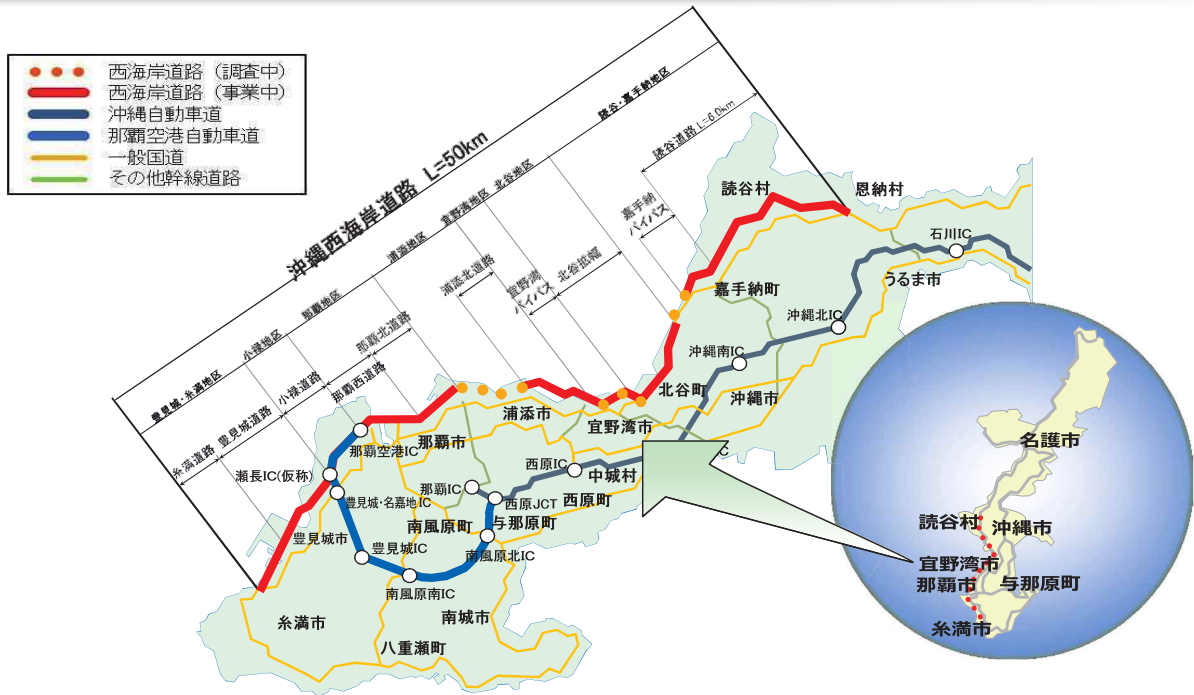 西海岸道路（調査中）
西海岸道路（事業中）
沖縄自動車道
那覇空港自動車道
一般国道
その他幹線道路
沖縄西海岸道路 L=50km
豊見城・糸満地区
小禄地区
那覇地区
浦添地区
宜野湾地区
北谷地区
読谷・嘉手納地区
糸満道路
豊見城道路
小禄道路
那覇西道路
那覇北道路
浦添北道路
宜野湾
バイパス
北谷拡幅
嘉手納
バイパス
読谷道路 L=6.0km
読谷村
恩納村
石川IC
うるま市
嘉手納町
沖縄北IC
沖縄南IC
沖縄市
北谷町
浦添市
宜野湾市
那覇市
那覇空港IC
瀬長IC(仮称)
西原IC
中城村
C
那覇IC
西原JCT
西原町
豊見城・名嘉地IC
南風原町
与那原町
豊見城市
豊見城IC
南風原北IC
南風原南IC
糸満市
南城市
八重瀬町
名護市
読谷村
沖縄市
宜野湾市
那覇市
与那原町
糸満市